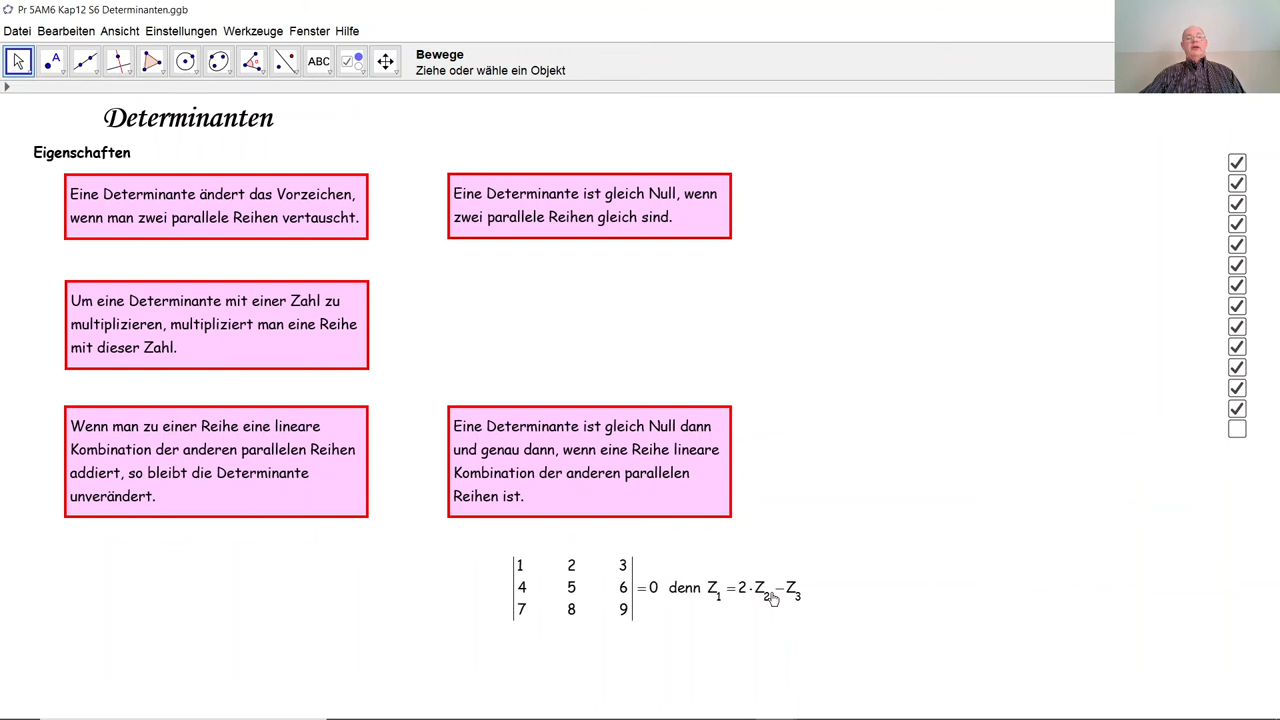 Pr 5AM6 Kap12 S6 Determinanten.ggb
Datei Bearbeiten Ansicht Einstellungen Werkzeuge Fenster Hilfe
A
ABC
Bewege
Ziehe oder wähle ein Objekt
Determinanten
Eigenschaften
Eine Determinante ändert das Vorzeichen,
wenn man zwei parallele Reihen vertauscht.
Eine Determinante ist gleich Null, wenn
zwei parallele Reihen gleich sind.
Um eine Determinante mit einer Zahl zu
multiplizieren, multipliziert man eine Reihe
mit dieser Zahl.
Wenn man zu einer Reihe eine lineare
Kombination der anderen parallelen Reihen
addiert, so bleibt die Determinante
unverändert.
Eine Determinante ist gleich Null dann
und genau dann, wenn eine Reihe lineare
Kombination der anderen parallelen
Reihen ist.
|1 2 3|
|4 5 6| = 0 denn Z₁ = 2 · Z₂ − Z₃
|7 8 9|